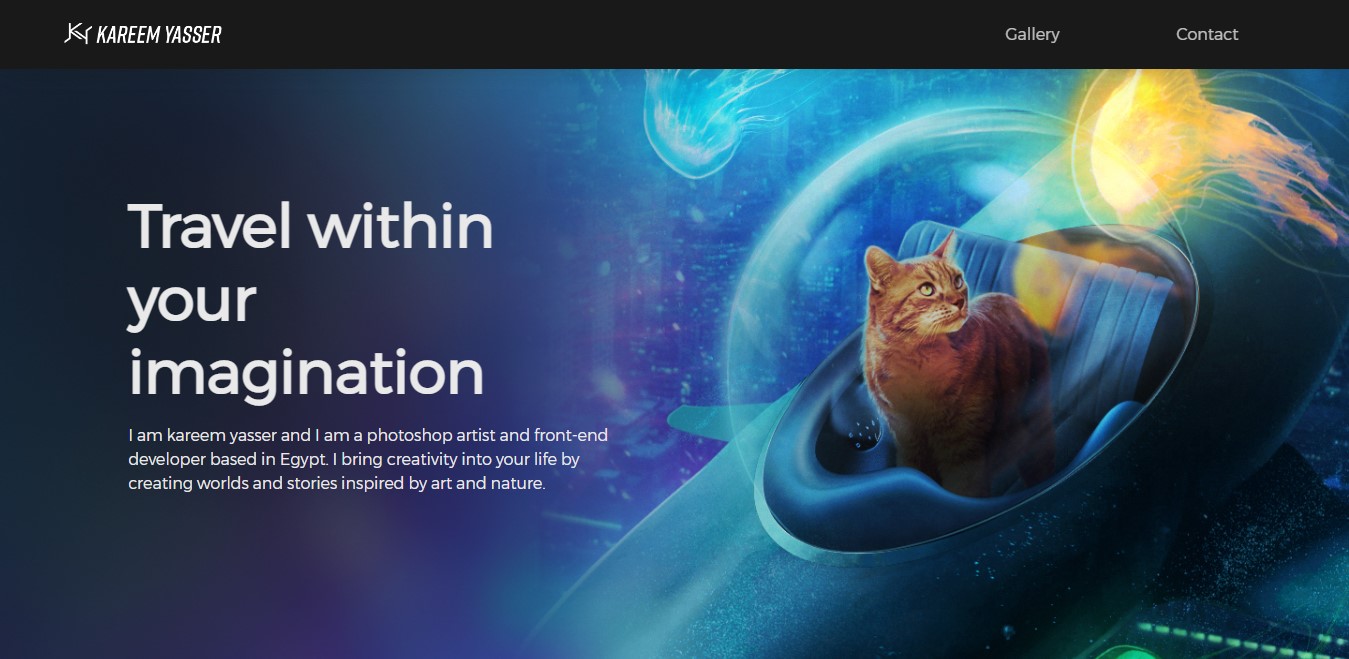 KAREEM YASSER
Gallery
Contact
Travel within
your
imagination
I am kareem yasser and I am a photoshop artist and front-end
developer based in Egypt. I bring creativity into your life by
creating worlds and stories inspired by art and nature.